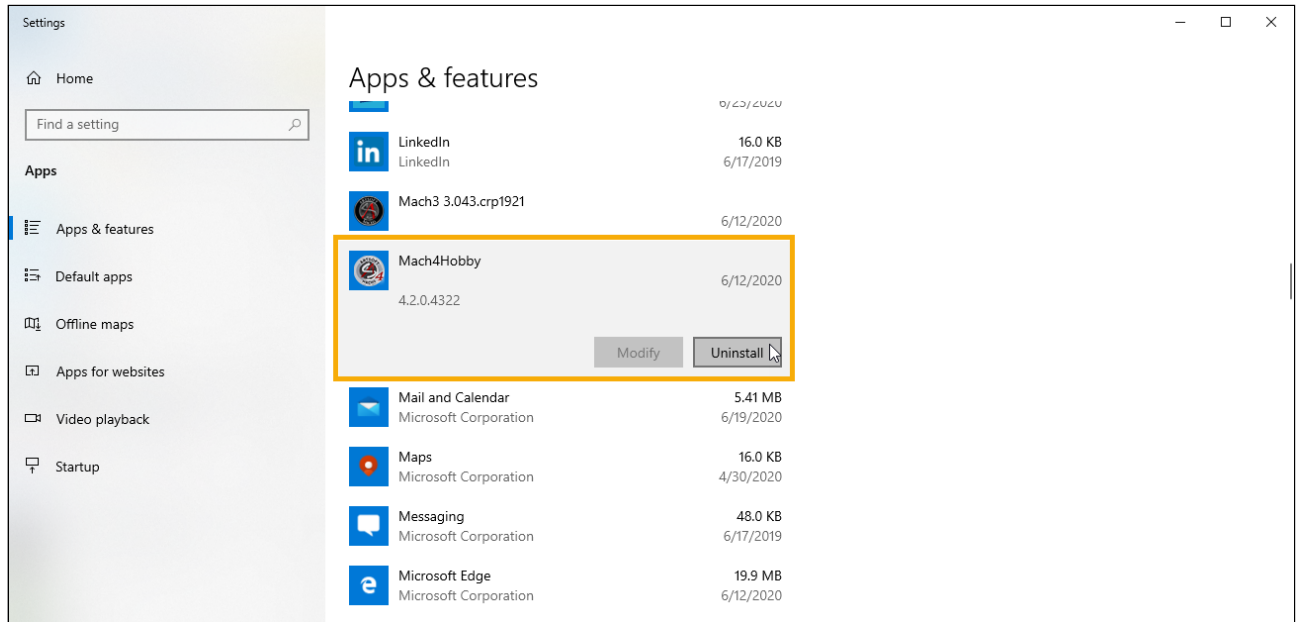 Settings
Home
Find a setting
Apps
Apps & features
Default apps
Offline maps
Apps for websites
Video playback
Startup
Apps & features
6/23/2020
in
LinkedIn 16.0 KB
LinkedIn 6/17/2019
Mach3 3.043.crp1921
6/12/2020
Mach4Hobby
6/12/2020
4.2.0.4322
Modify Uninstall
Mail and Calendar 5.41 MB
Microsoft Corporation 6/19/2020
Maps 16.0 KB
Microsoft Corporation 4/30/2020
Messaging 48.0 KB
Microsoft Corporation 6/17/2019
Microsoft Edge 19.9 MB
Microsoft Corporation 6/12/2020